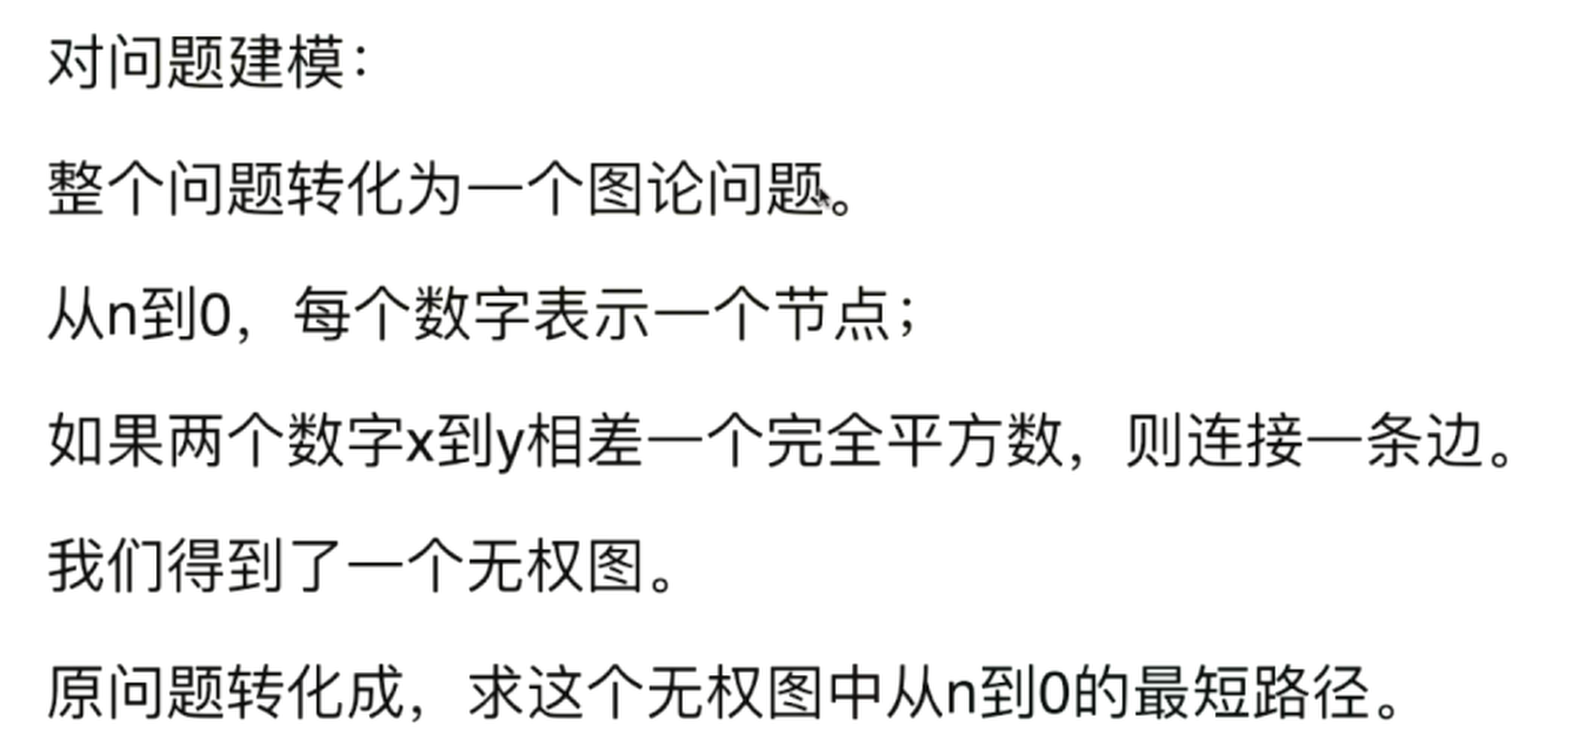 对问题建模：
整个问题转化为一个图论问题。
从n到0，每个数字表示一个节点；
如果两个数字x到y相差一个完全平方数，则连接一条边。
我们得到了一个无权图。
原问题转化成，求这个无权图中从n到0的最短路径。